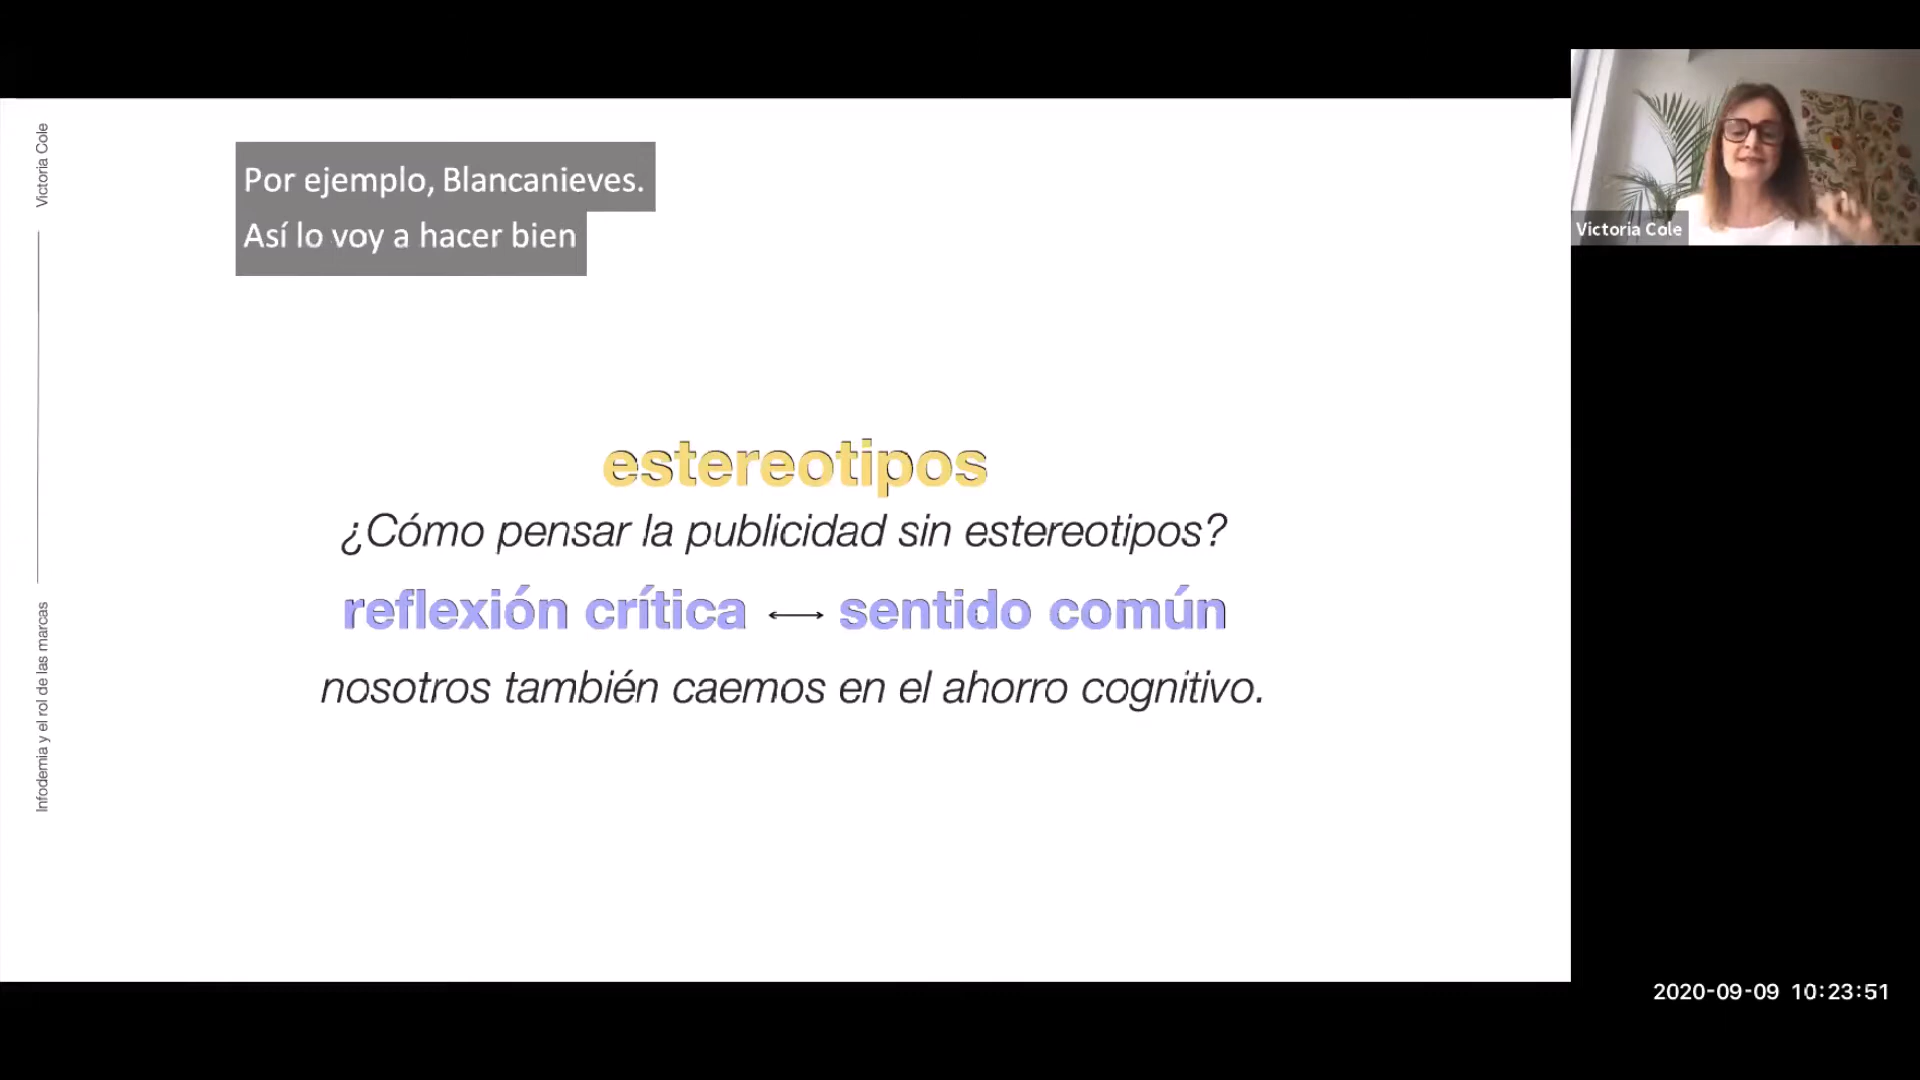 Victoria Cole
Infodemia y el rol de las marcas
Por ejemplo, Blancanieves.
Así lo voy a hacer bien
estereotipos
¿Cómo pensar la publicidad sin estereotipos?
reflexión crítica ⟷ sentido común
nosotros también caemos en el ahorro cognitivo.
Victoria Cole
2020-09-09 10:23:51